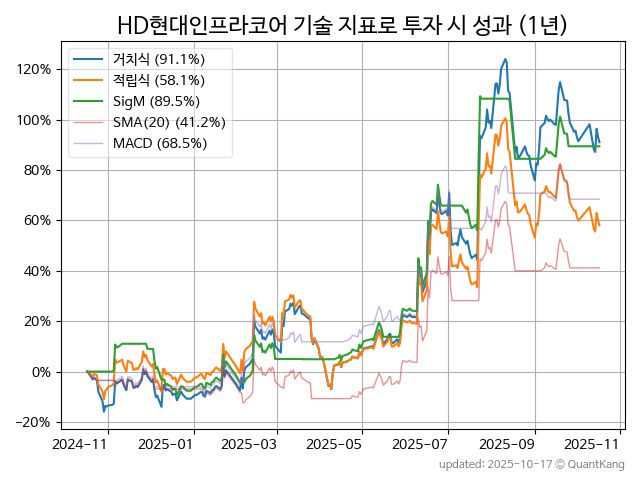 HD현대인프라코어 기술 지표로 투자 시 성과 (1년)
거치식 (91.1%)
적립식 (58.1%)
SigM (89.5%)
SMA(20) (41.2%)
MACD (68.5%)
120%
100%
80%
60%
40%
20%
0%
−20%
2024-11 2025-01 2025-03 2025-05 2025-07 2025-09 2025-11
updated: 2025-10-17 © QuantKang